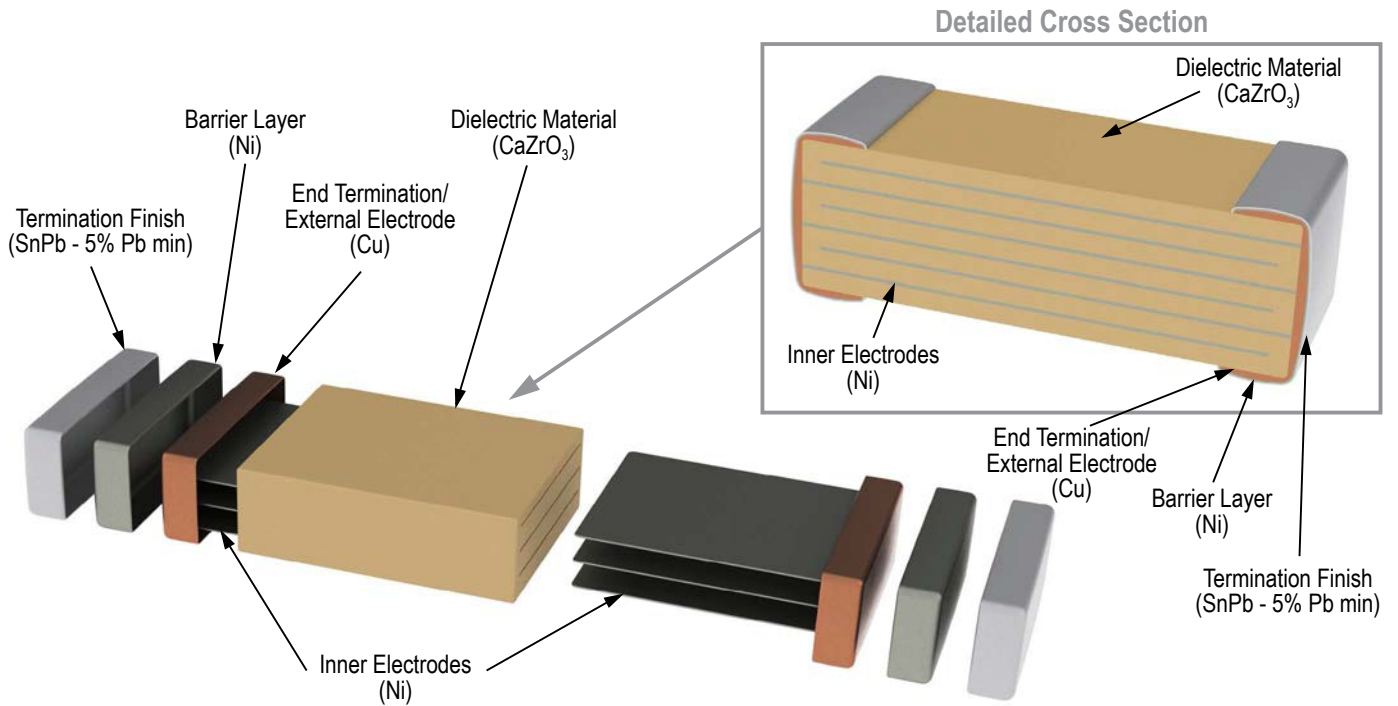 Detailed Cross Section
Dielectric Material
(CaZrO₃)
Inner Electrodes
(Ni)
End Termination/
External Electrode
(Cu)
Barrier Layer
(Ni)
Termination Finish
(SnPb - 5% Pb min)
Termination Finish
(SnPb - 5% Pb min)
Barrier Layer
(Ni)
End Termination/
External Electrode
(Cu)
Dielectric Material
(CaZrO₃)
Inner Electrodes
(Ni)